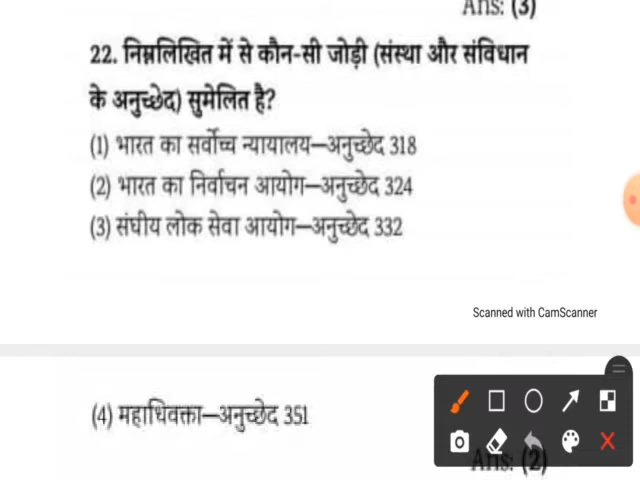 Ans: (3)
22. निम्नलिखित में से कौन-सी जोड़ी (संस्था और संविधान
के अनुच्छेद) सुमेलित है?
(1) भारत का सर्वोच्च न्यायालय—अनुच्छेद 318
(2) भारत का निर्वाचन आयोग—अनुच्छेद 324
(3) संघीय लोक सेवा आयोग—अनुच्छेद 332
Scanned with CamScanner
(4) महाधिवक्ता—अनुच्छेद 351
Ans: (2)